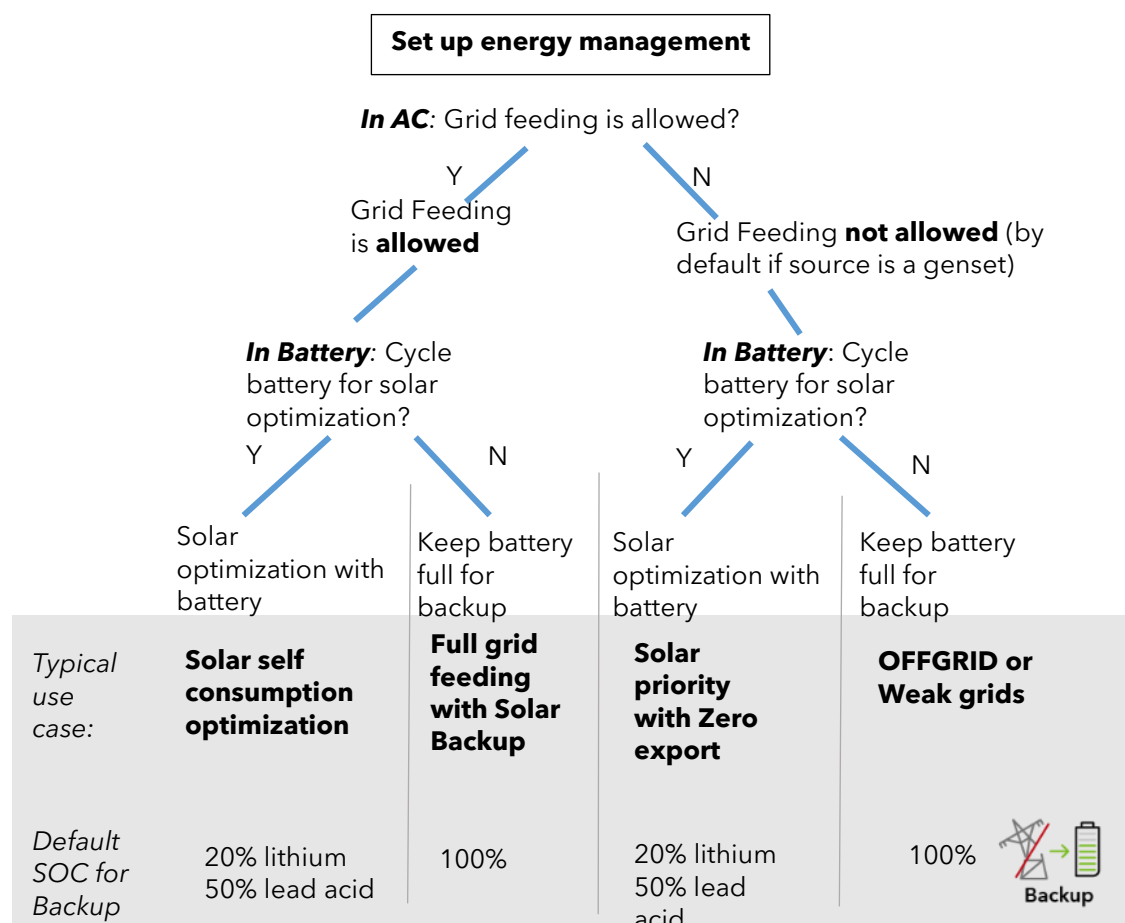 Set up energy management
In AC: Grid feeding is allowed?
Y
N
Grid Feeding
is allowed
Grid Feeding not allowed (by
default if source is a genset)
In Battery: Cycle
battery for solar
optimization?
In Battery: Cycle
battery for solar
optimization?
Y
N
Y
N
Solar
optimization with
battery
Keep battery
full for
backup
Solar
optimization with
battery
Keep battery
full for
backup
Typical
use
case:
Solar self
consumption
optimization
Full grid
feeding
with Solar
Backup
Solar
priority
with Zero
export
OFFGRID or
Weak grids
Default
SOC for
Backup
20% lithium
50% lead acid
100%
20% lithium
50% lead
acid
100%
Backup